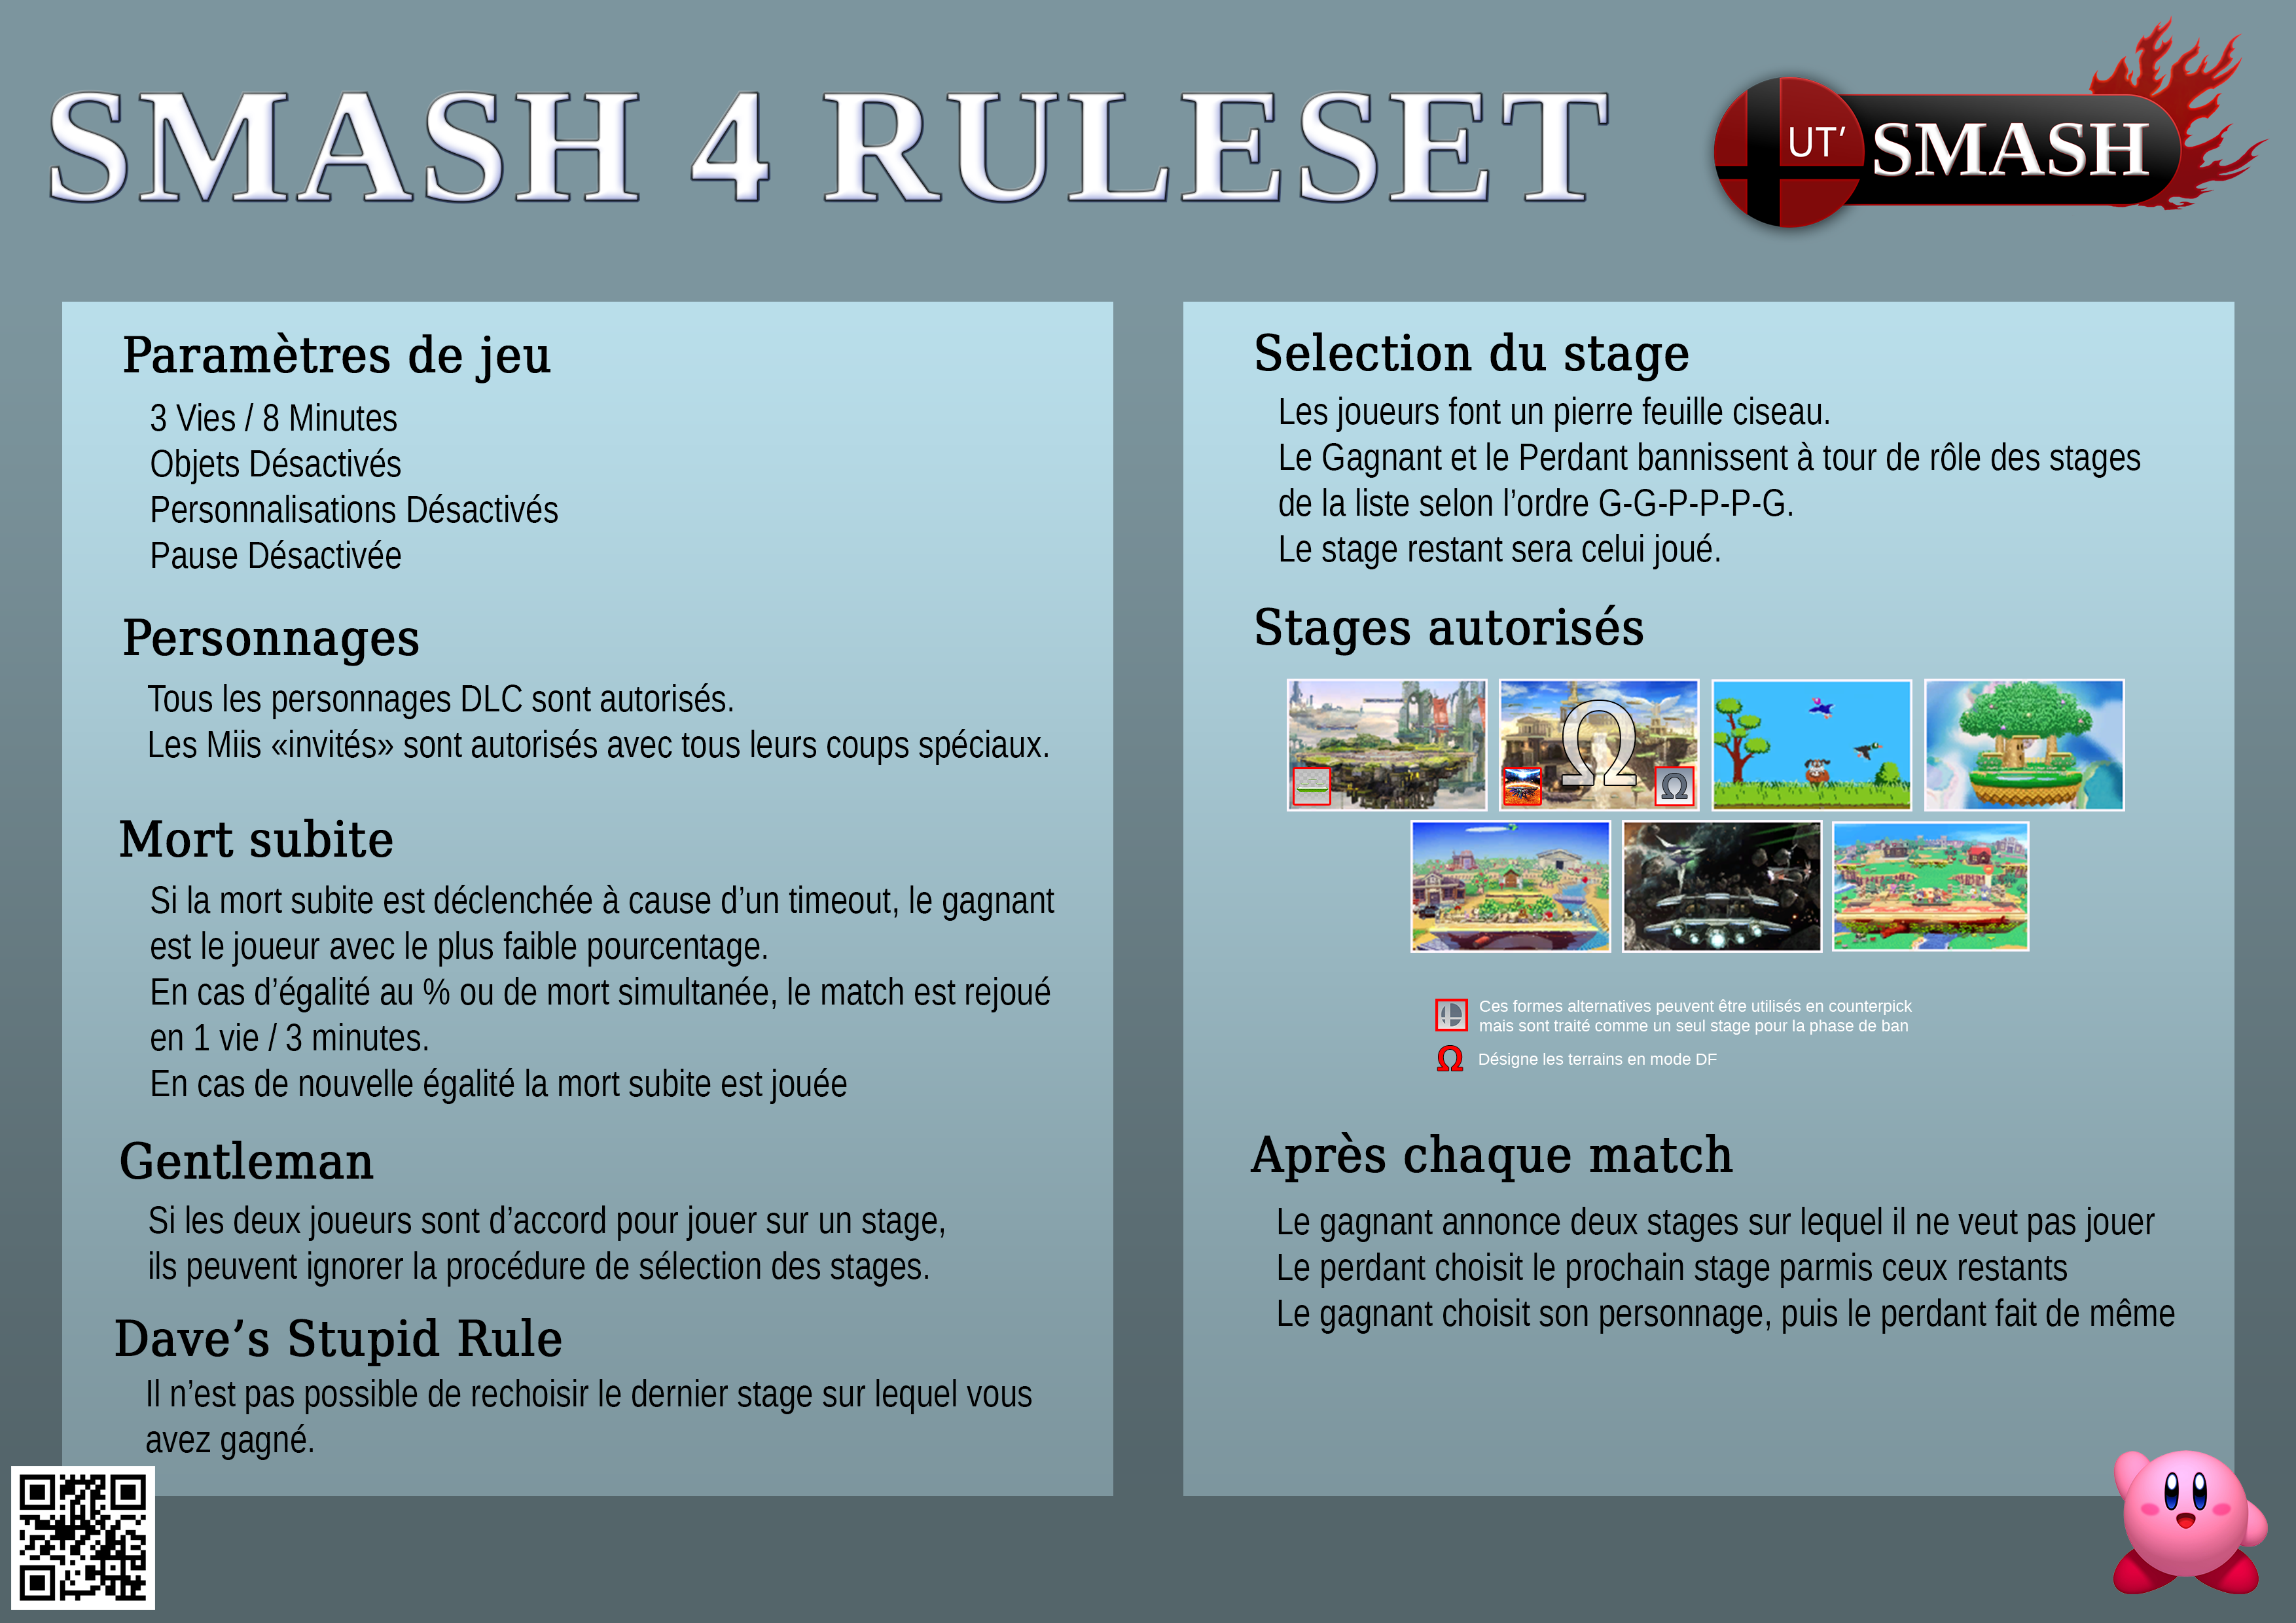 SMASH 4 RULESET
UT’ SMASH
Paramètres de jeu
3 Vies / 8 Minutes
Objets Désactivés
Personnalisations Désactivés
Pause Désactivée
Personnages
Tous les personnages DLC sont autorisés.
Les Miis «invités» sont autorisés avec tous leurs coups spéciaux.
Mort subite
Si la mort subite est déclenchée à cause d’un timeout, le gagnant
est le joueur avec le plus faible pourcentage.
En cas d’égalité au % ou de mort simultanée, le match est rejoué
en 1 vie / 3 minutes.
En cas de nouvelle égalité la mort subite est jouée
Gentleman
Si les deux joueurs sont d’accord pour jouer sur un stage,
ils peuvent ignorer la procédure de sélection des stages.
Dave’s Stupid Rule
Il n’est pas possible de rechoisir le dernier stage sur lequel vous
avez gagné.
Selection du stage
Les joueurs font un pierre feuille ciseau.
Le Gagnant et le Perdant bannissent à tour de rôle des stages
de la liste selon l’ordre G-G-P-P-P-G.
Le stage restant sera celui joué.
Stages autorisés
Ω
Ω
Ces formes alternatives peuvent être utilisés en counterpick
mais sont traité comme un seul stage pour la phase de ban
Ω Désigne les terrains en mode DF
Après chaque match
Le gagnant annonce deux stages sur lequel il ne veut pas jouer
Le perdant choisit le prochain stage parmis ceux restants
Le gagnant choisit son personnage, puis le perdant fait de même